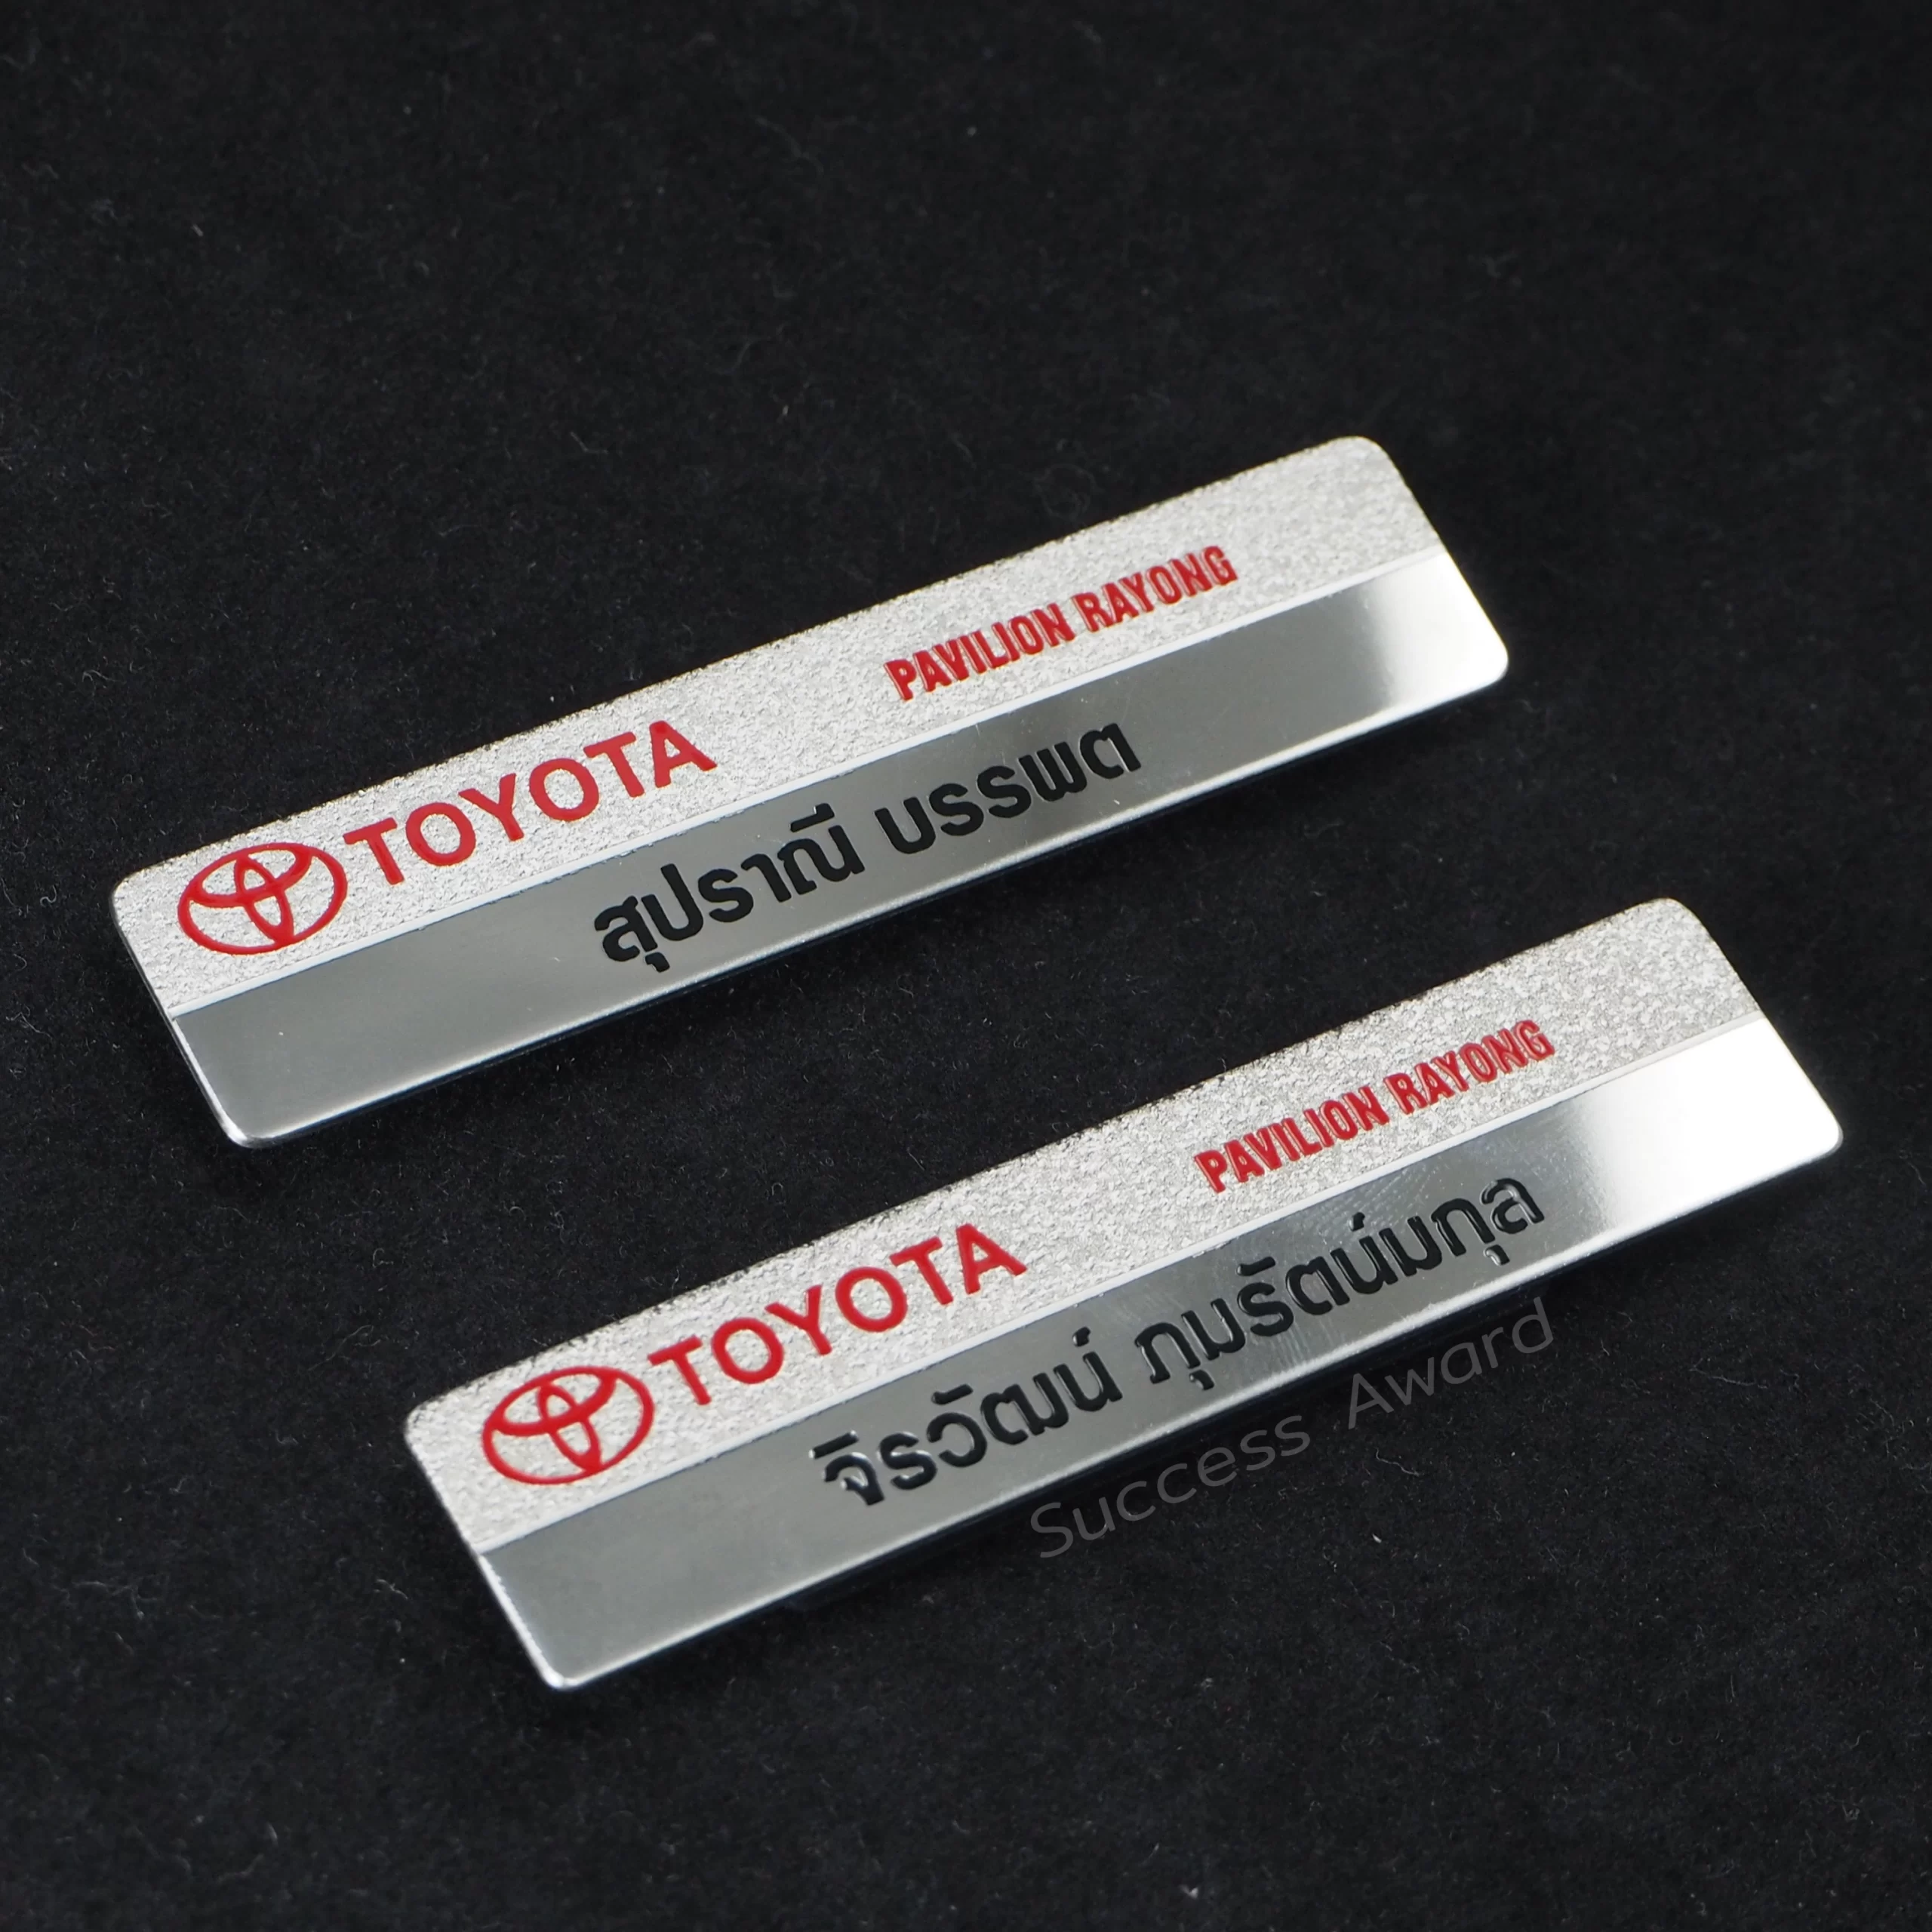 TOYOTA PAVILION RAYONG
สุปราณี บรรพต
TOYOTA PAVILION RAYONG
จิรวัฒน์ ภุมรัตน์มกุล
Success Award